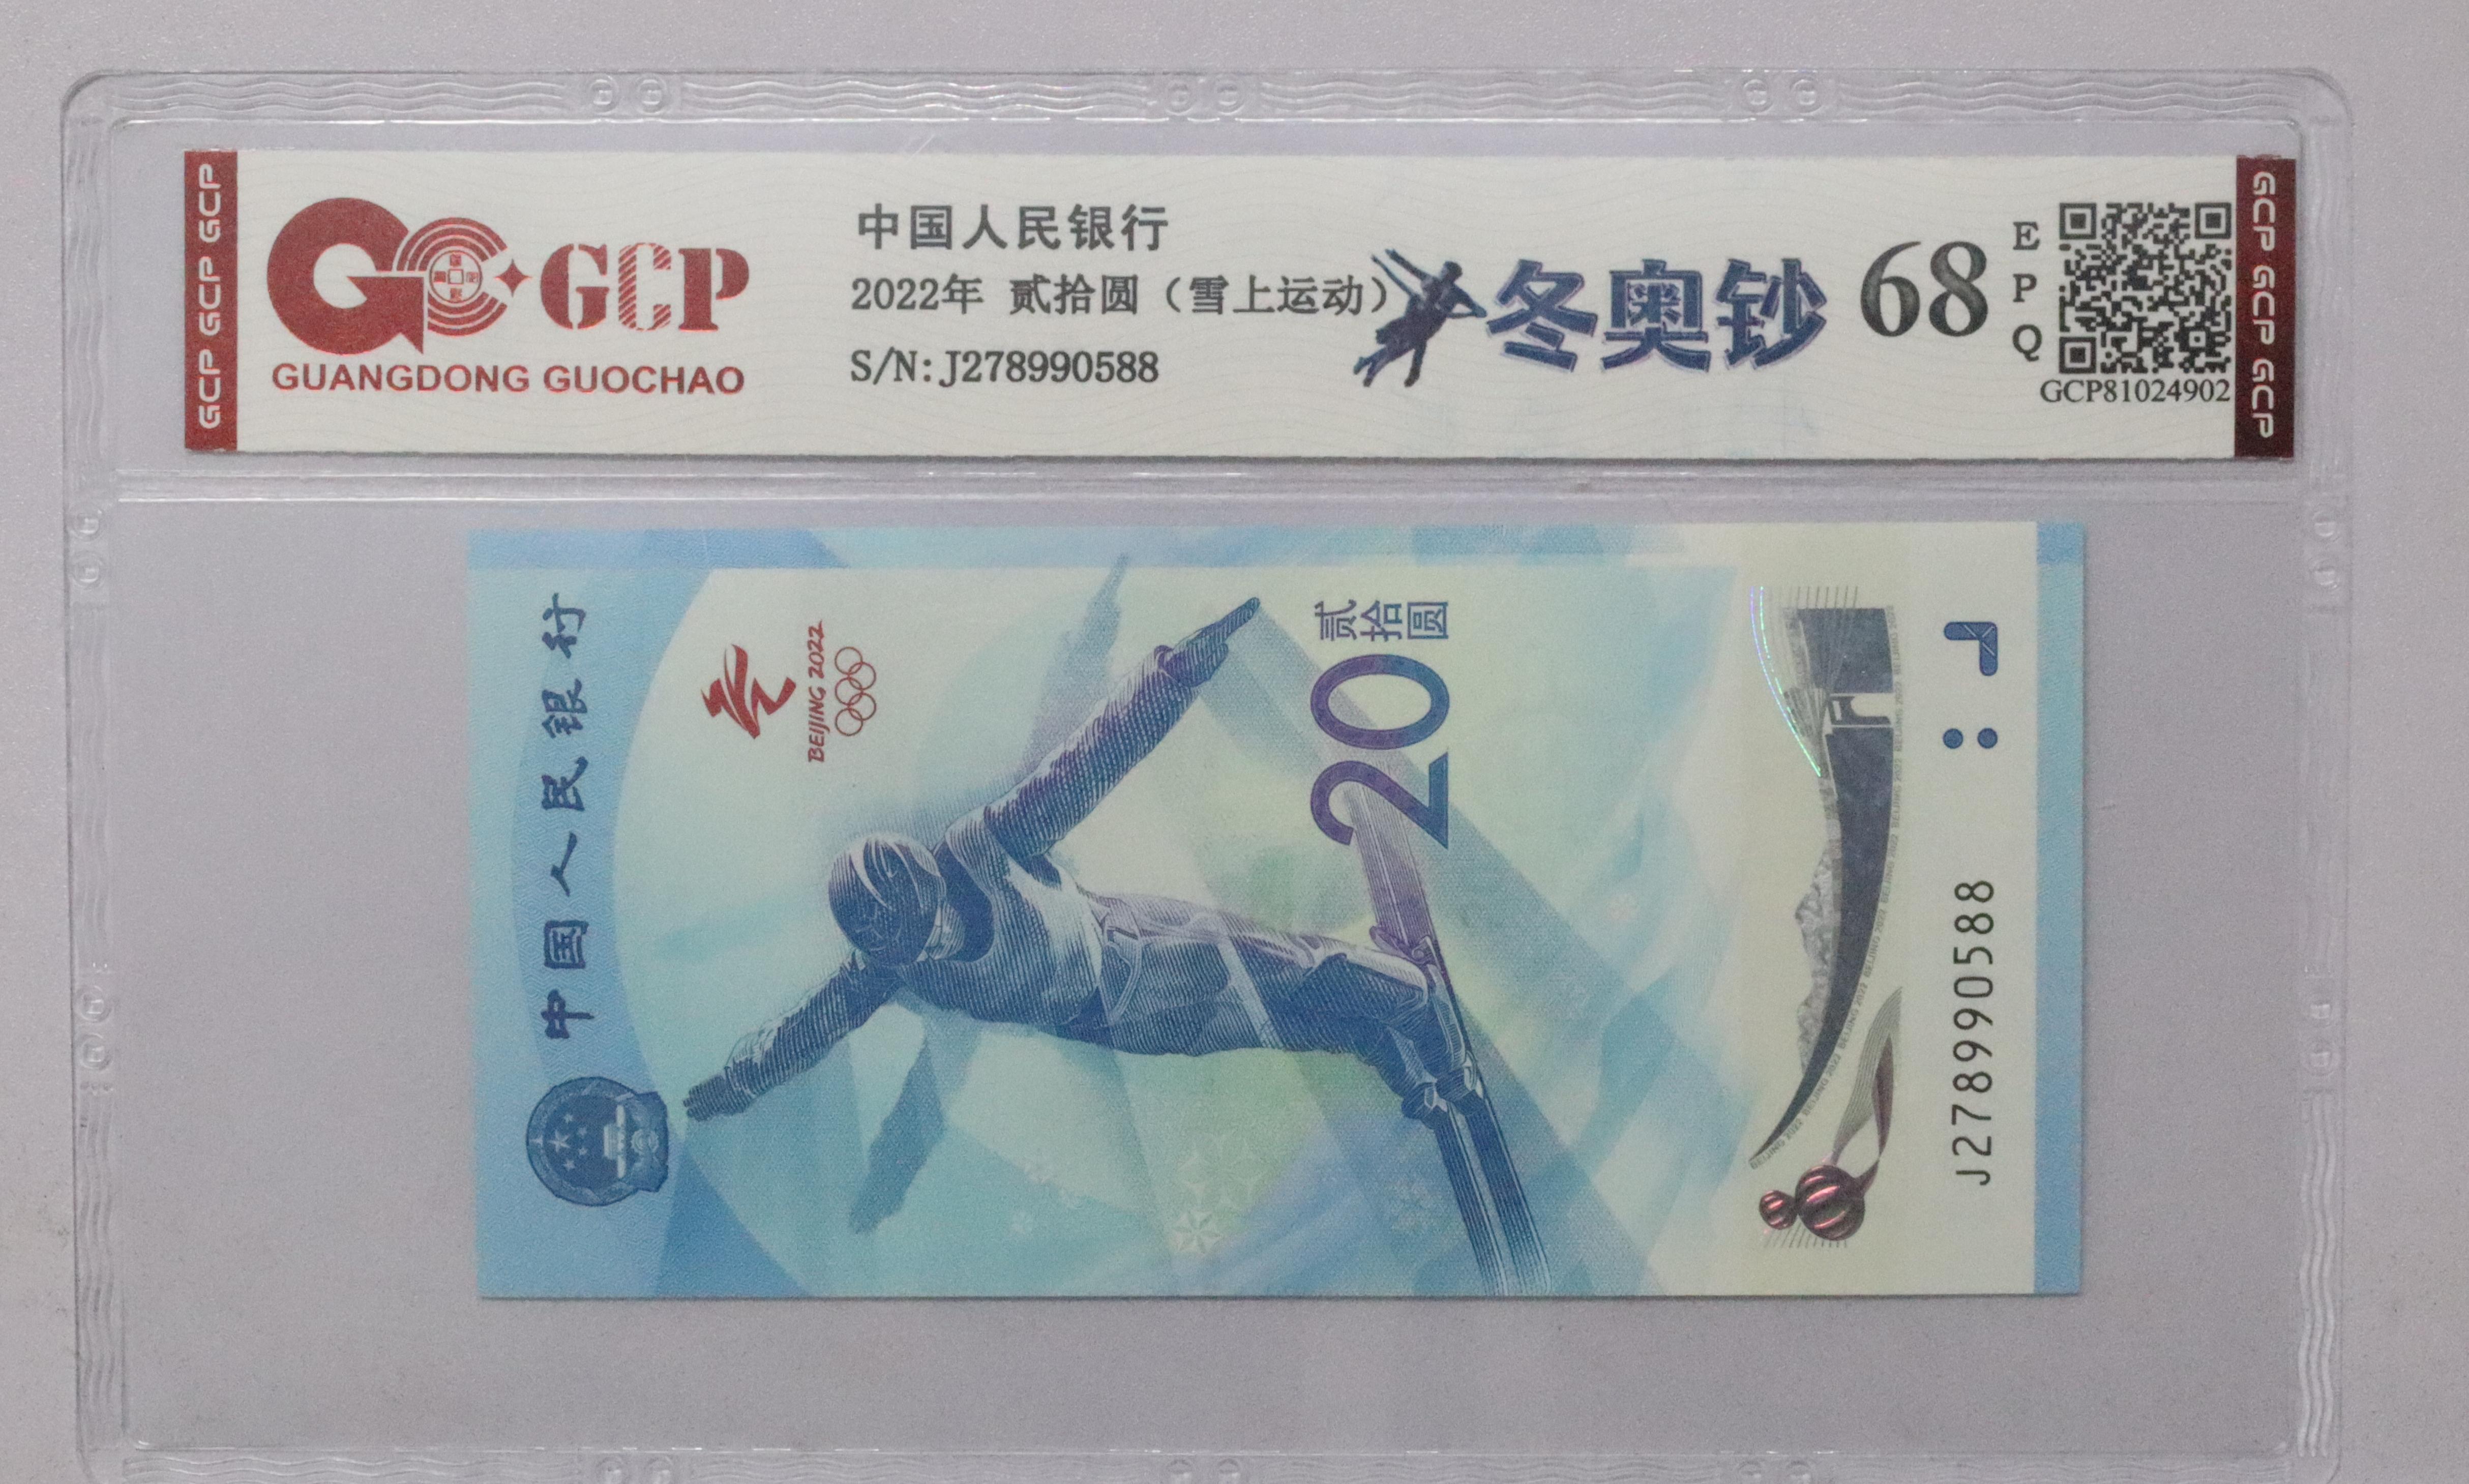 GCP GCP GCP
GCP
GUANGDONG GUOCHAO
中国人民银行
2022年 贰拾圆（雪上运动）
S/N:J278990588
冬奥钞
68
EPQ
GCP81024902
GCP GCP GCP
中国人民银行
BEIJING 2022
贰拾圆
20
J278990588